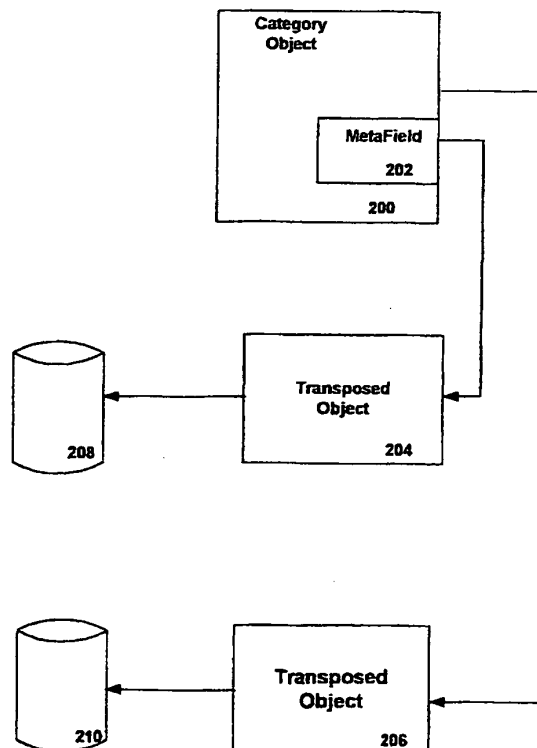 Category
Object
MetaField
202
200
Transposed
Object
204
208
Transposed
Object
206
210